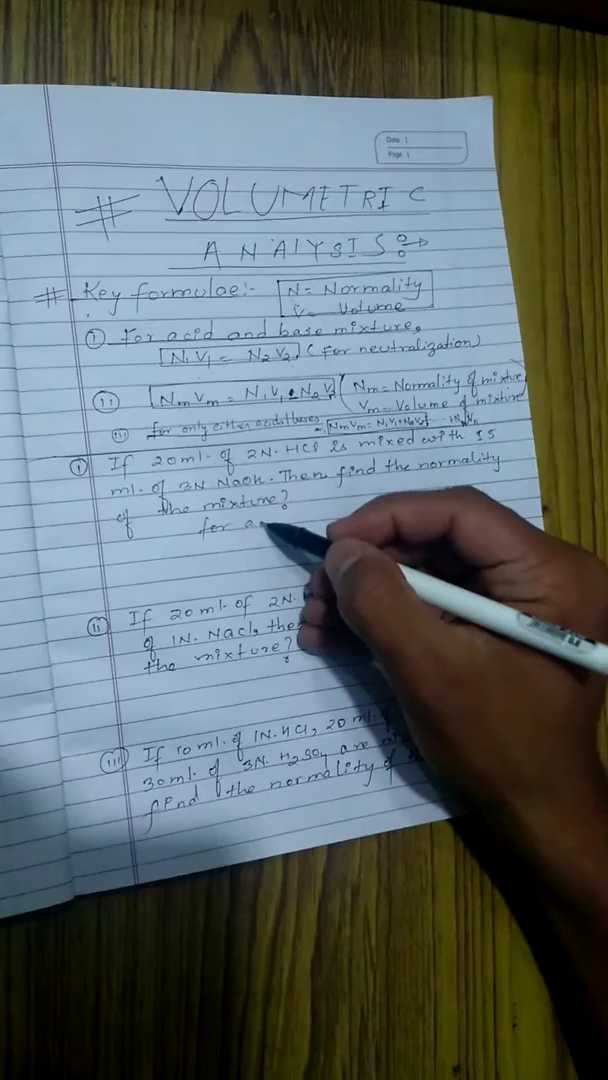 Date: |
Page: |
# VOLUMETRIC
ANALYSIS
# Key formulae:- N = Normality
V = Volume
① For acid and base mixture,
N₁V₁ = N₂V₂ (for neutralization)
(ii) NmVm = N₁V₁ ± N₂V₂ (Nm = Normality of mixture
Vm = Volume of mixture
(iii) for only either acids/bases NmVm = N₁V₁+N₂V₂+
(i) If 20ml. of 2N. HCl is mixed with 15
ml. of 3N NaOh. Then find the normality
of the mixture?
for a
(ii) If 20ml. of 2N.
of 1N. Nacl, the
the mixture?
(iii) If 10ml. of 1N.HCl, 20ml.
30ml. of 3N. H₂SO₄ are
find the normality of